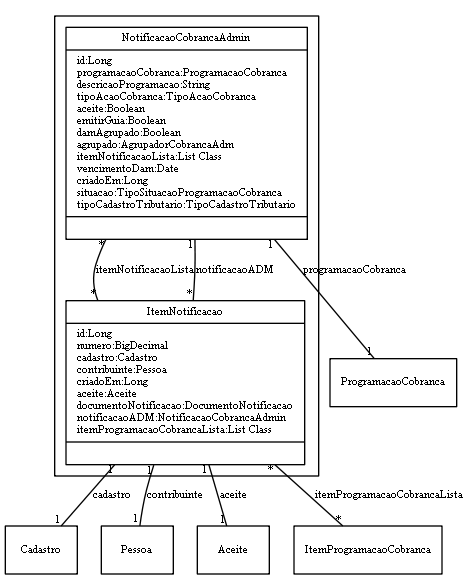 NotificacaoCobrancaAdmin
id:Long
programacaoCobranca:ProgramacaoCobranca
descricaoProgramacao:String
tipoAcaoCobranca:TipoAcaoCobranca
aceite:Boolean
emitirGuia:Boolean
damAgrupado:Boolean
agrupado:AgrupadorCobrancaAdm
itemNotificacaoLista:List Class
vencimentoDam:Date
criadoEm:Long
situacao:TipoSituacaoProgramacaoCobranca
tipoCadastroTributario:TipoCadastroTributario
* 1 1
itemNotificacaoLista notificacaoADM programacaoCobranca
* *
ItemNotificacao
id:Long
numero:BigDecimal
cadastro:Cadastro
contribuinte:Pessoa
criadoEm:Long
aceite:Aceite
documentoNotificacao:DocumentoNotificacao
notificacaoADM:NotificacaoCobrancaAdmin
itemProgramacaoCobrancaLista:List Class
1
ProgramacaoCobranca
1 1 1 *
cadastro contribuinte aceite itemProgramacaoCobrancaLista
1 1 1 *
Cadastro Pessoa Aceite ItemProgramacaoCobranca